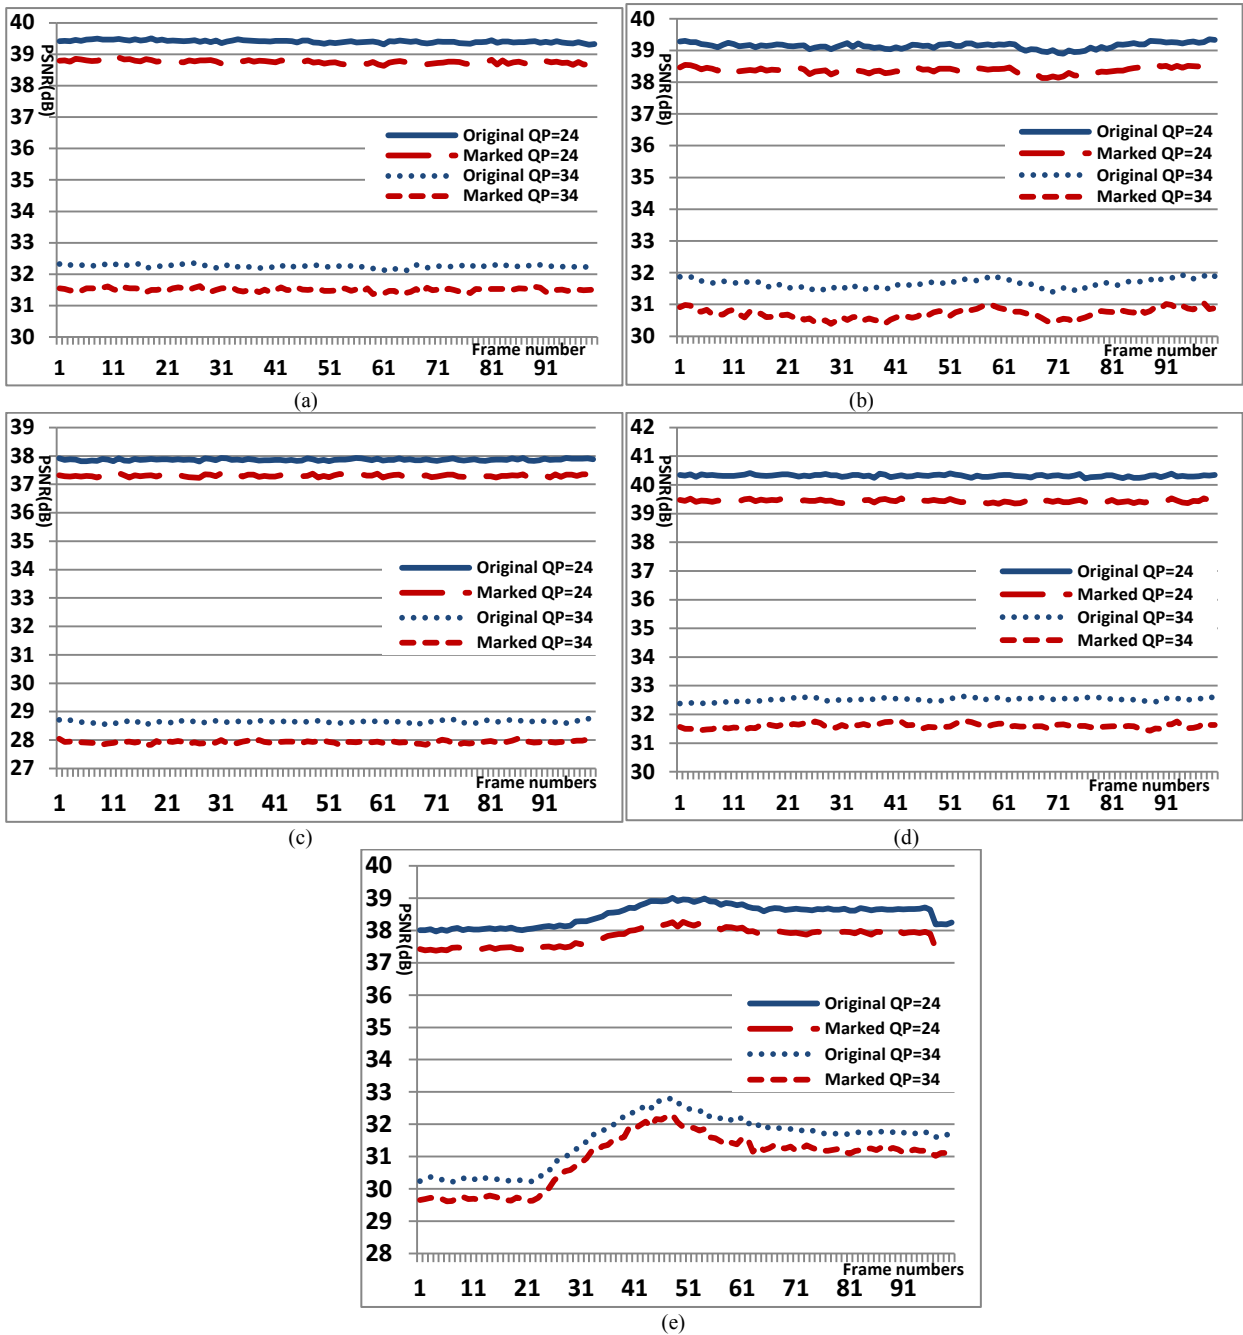 40
39
38
37
36
35
34
33
32
31
30
PSNR(dB)
Original QP=24
Marked QP=24
Original QP=34
Marked QP=34
Frame number
1 11 21 31 41 51 61 71 81 91
(a)
40
39
38
37
36
35
34
33
32
31
30
PSNR(dB)
Original QP=24
Marked QP=24
Original QP=34
Marked QP=34
Frame number
1 11 21 31 41 51 61 71 81 91
(b)
39
38
37
36
35
34
33
32
31
30
29
28
27
PSNR(dB)
Original QP=24
Marked QP=24
Original QP=34
Marked QP=34
Frame numbers
1 11 21 31 41 51 61 71 81 91
(c)
42
41
40
39
38
37
36
35
34
33
32
31
30
PSNR(dB)
Original QP=24
Marked QP=24
Original QP=34
Marked QP=34
Frame numbers
1 11 21 31 41 51 61 71 81 91
(d)
40
39
38
37
36
35
34
33
32
31
30
29
28
PSNR(dB)
Original QP=24
Marked QP=24
Original QP=34
Marked QP=34
Frame numbers
1 11 21 31 41 51 61 71 81 91
(e)